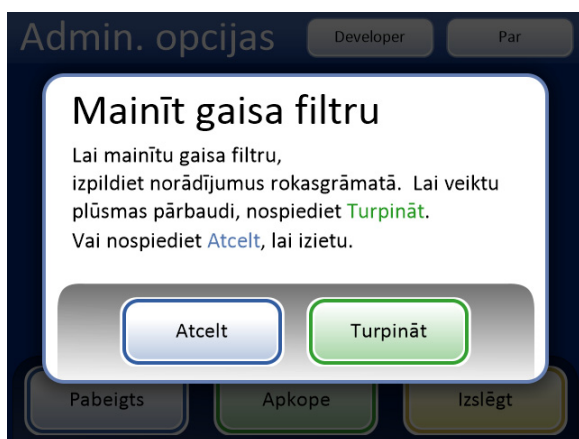 Admin. opcijas
Developer
Par
Mainīt gaisa filtru
Lai mainītu gaisa filtru,
izpildiet norādījumus rokasgrāmatā.  Lai veiktu
plūsmas pārbaudi, nospiediet Turpināt.
Vai nospiediet Atcelt, lai izietu.
Atcelt
Turpināt
Pabeigts
Apkope
Izslēgt